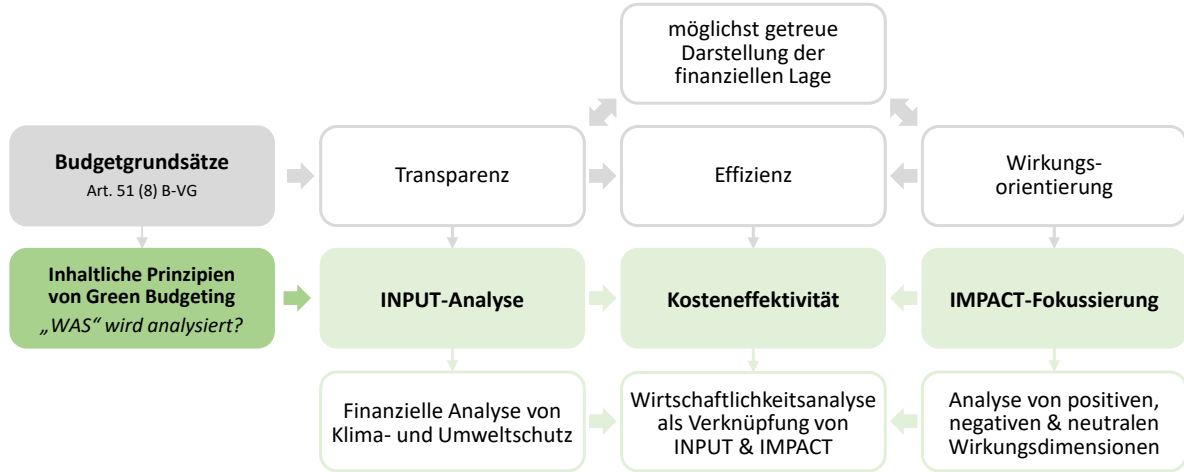 möglichst getreue
Darstellung der
finanziellen Lage
Budgetgrundsätze
Art. 51 (8) B-VG
Transparenz
Effizienz
Wirkungs-
orientierung
Inhaltliche Prinzipien
von Green Budgeting
„WAS“ wird analysiert?
INPUT-Analyse
Kosteneffektivität
IMPACT-Fokussierung
Finanzielle Analyse von
Klima- und Umweltschutz
Wirtschaftlichkeitsanalyse
als Verknüpfung von
INPUT & IMPACT
Analyse von positiven,
negativen & neutralen
Wirkungsdimensionen